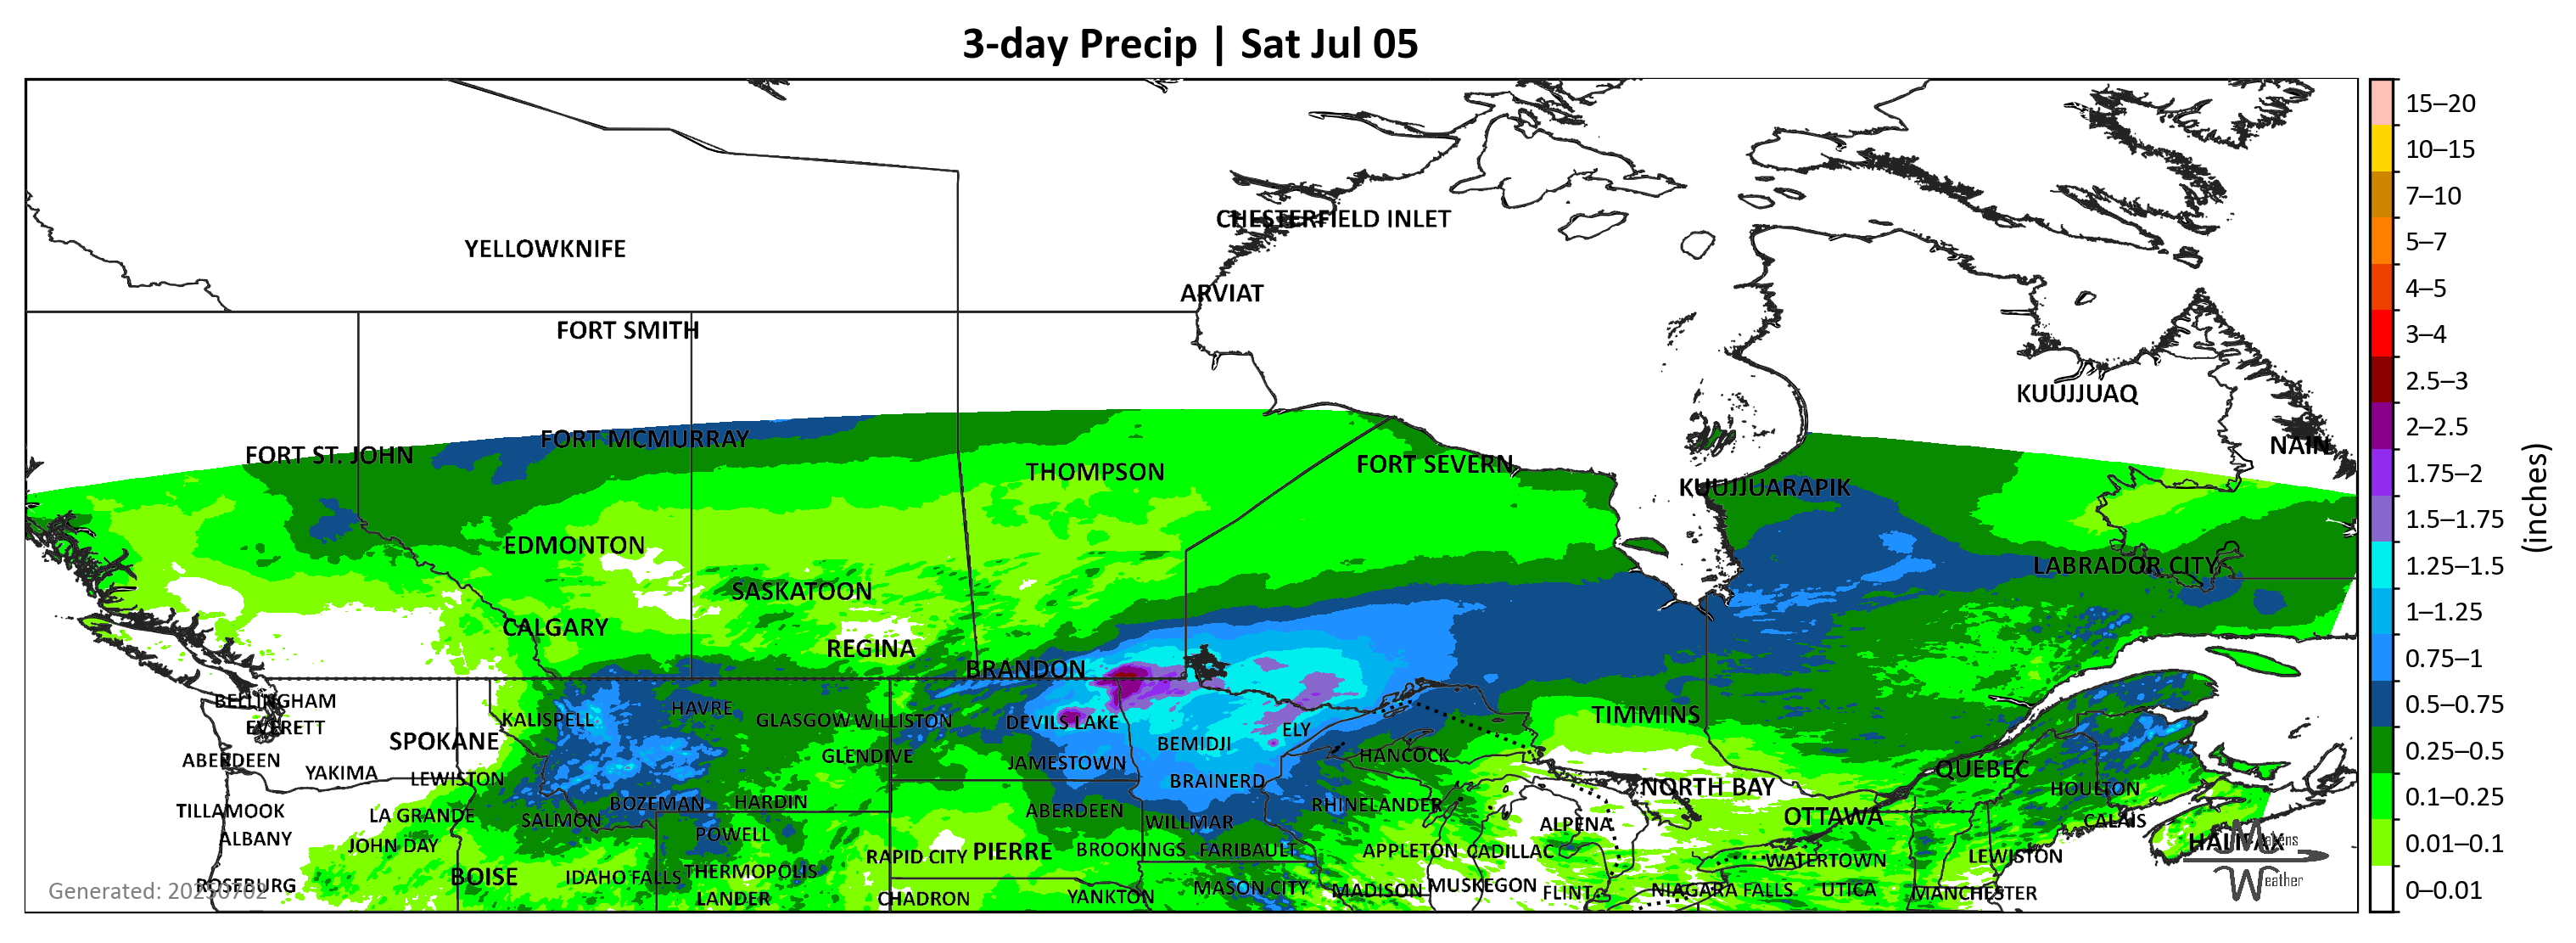 3-day Precip | Sat Jul 05
CHESTERFIELD INLET
YELLOWKNIFE
ARVIAT
FORT SMITH
KUUJJUAQ
FORT MCMURRAY
NAIN
FORT ST. JOHN
THOMPSON
FORT SEVERN
KUUJJUARAPIK
EDMONTON
LABRADOR CITY
SASKATOON
CALGARY
REGINA
BRANDON
BELLINGHAM
HAVRE
TIMMINS
KALISPELL
GLASGOW
WILLISTON
DEVILS LAKE
EVERETT
ELY
SPOKANE
BEMIDJI
ABERDEEN
GLENDIVE
JAMESTOWN
HANCOCK
QUÉBEC
YAKIMA
LEWISTON
BRAINERD
NORTH BAY
HOULTON
TILLAMOOK
LA GRANDE
SALMON
BOZEMAN
HARDIN
ABERDEEN
WILLMAR
RHINELANDER
ALPENA
OTTAWA
CALAIS
ALBANY
JOHN DAY
POWELL
RAPID CITY
PIERRE
BROOKINGS
FARIBAULT
APPLETON
CADILLAC
WATERTOWN
LEWISTON
HALIFAX
BOISE
IDAHO FALLS
THERMOPOLIS
ROSEBURG
LANDER
CHADRON
YANKTON
MASON CITY
MADISON
MUSKEGON
FLINT
NIAGARA FALLS
UTICA
MANCHESTER
Generated: 20250702
Matens
Weather
15–20
10–15
7–10
5–7
4–5
3–4
2.5–3
2–2.5
1.75–2
1.5–1.75
1.25–1.5
1–1.25
0.75–1
0.5–0.75
0.25–0.5
0.1–0.25
0.01–0.1
0–0.01
(inches)